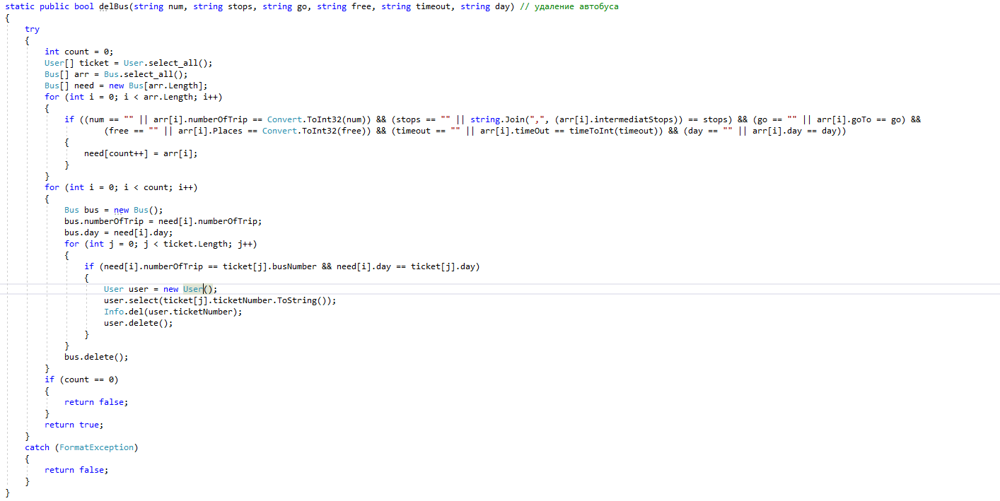 static public bool delBus(string num, string stops, string go, string free, string timeout, string day) // удаление автобуса
{
try
{
int count = 0;
User[] ticket = User.select_all();
Bus[] arr = Bus.select_all();
Bus[] need = new Bus[arr.Length];
for (int i = 0; i < arr.Length; i++)
{
if ((num == "" || arr[i].numberOfTrip == Convert.ToInt32(num)) && (stops == "" || string.Join(",", (arr[i].intermediatStops)) == stops) && (go == "" || arr[i].goTo == go) &&
(free == "" || arr[i].Places == Convert.ToInt32(free)) && (timeout == "" || arr[i].timeOut == timeToInt(timeout)) && (day == "" || arr[i].day == day))
{
need[count++] = arr[i];
}
}
for (int i = 0; i < count; i++)
{
Bus bus = new Bus();
bus.numberOfTrip = need[i].numberOfTrip;
bus.day = need[i].day;
for (int j = 0; j < ticket.Length; j++)
{
if (need[i].numberOfTrip == ticket[j].busNumber && need[i].day == ticket[j].day)
{
User user = new User();
user.select(ticket[j].ticketNumber.ToString());
Info.del(user.ticketNumber);
user.delete();
}
}
bus.delete();
}
if (count == 0)
{
return false;
}
return true;
}
catch (FormatException)
{
return false;
}
}